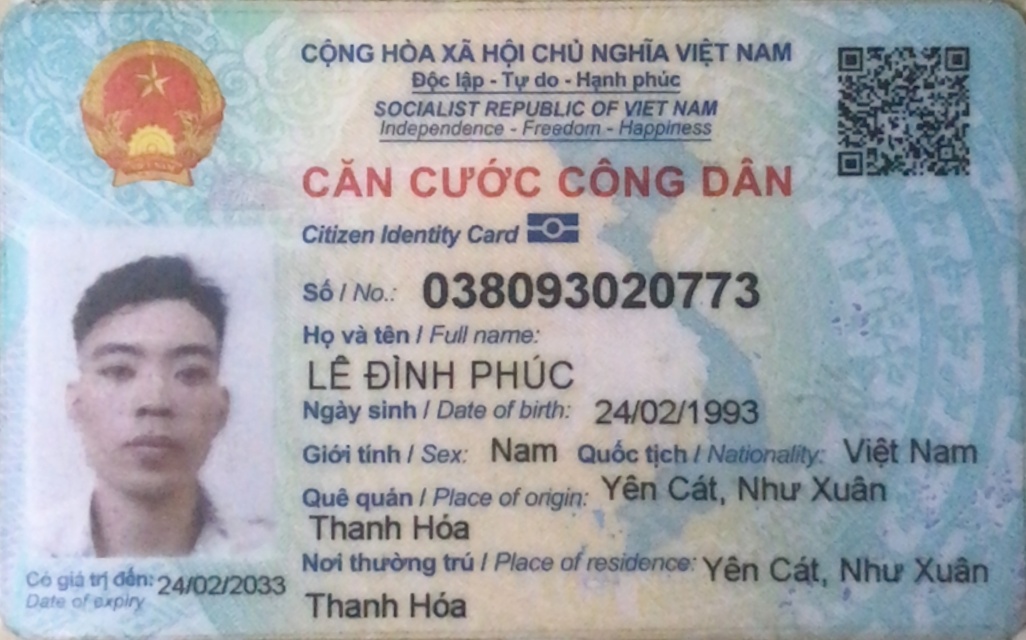 CỘNG HÒA XÃ HỘI CHỦ NGHĨA VIỆT NAM
Độc lập - Tự do - Hạnh phúc
SOCIALIST REPUBLIC OF VIET NAM
Independence - Freedom - Happiness
CĂN CƯỚC CÔNG DÂN
Citizen Identity Card
Số / No.: 038093020773
Họ và tên / Full name:
LÊ ĐÌNH PHÚC
Ngày sinh / Date of birth: 24/02/1993
Giới tính / Sex: Nam Quốc tịch / Nationality: Việt Nam
Quê quán / Place of origin: Yên Cát, Như Xuân
Thanh Hóa
Nơi thường trú / Place of residence: Yên Cát, Như Xuân
Thanh Hóa
Có giá trị đến: 24/02/2033
Date of expiry